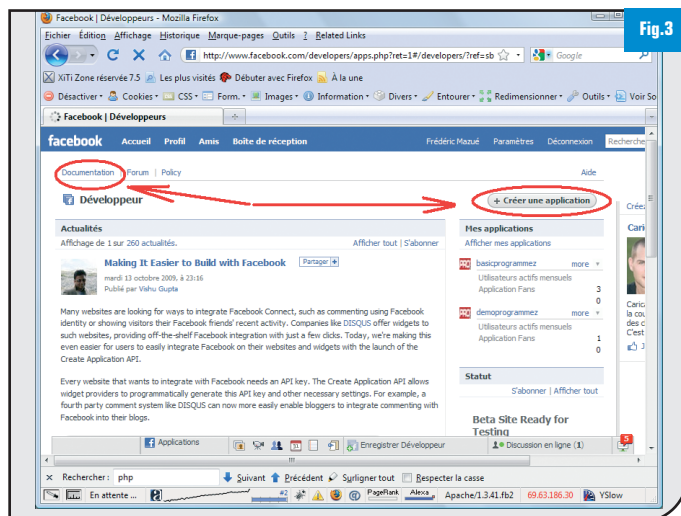 Fig.3
Facebook | Développeurs - Mozilla Firefox
Fichier Édition Affichage Historique Marque-pages Outils ? Related Links
http://www.facebook.com/developers/apps.php?ret=1#/developers/?ref=sb Google
XiTi Zone réservée 7.5 Les plus visités Débuter avec Firefox À la une
Désactiver Cookies CSS Form. Images Information Divers Entourer Redimensionner Outils Voir So
Facebook | Développeurs
facebook Accueil Profil Amis Boîte de réception Frédéric Mazué Paramètres Déconnexion Recherche
Documentation | Forum | Policy Aide
Développeur + Créer une application
Créez
Actualités Mes applications
Cari
Affichage de 1 sur 260 actualités. Afficher tout | S'abonner Afficher mes applications
Making It Easier to Build with Facebook Partager + basicprogrammez more
mardi 13 octobre 2009, à 23:16 Utilisateurs actifs mensuels
Publié par Vishu Gupta Application Fans 3
0
Many websites are looking for ways to integrate Facebook Connect, such as commenting using Facebook demoprogrammez more
identity or showing visitors their Facebook friends' recent activity. Companies like DISQUS offer widgets to Utilisateurs actifs mensuels
such websites, providing off-the-shelf Facebook integration with just a few clicks. Today, we're making this Application Fans 1
even easier for users to easily integrate Facebook on their websites and widgets with the launch of the 0
Create Application API.
Carica
la cou
des c
C'est
Statut
Every website that wants to integrate with Facebook needs an API key. The Create Application API allows
widget providers to programmatically generate this API key and other necessary settings. For example, a S'abonner | Afficher tout
fourth party comment system like DISQUS can now more easily enable bloggers to integrate commenting with
Facebook into their blogs.
Beta Site Ready for
Testing
Applications 31 Enregistrer Développeur Discussion en ligne (1) 5
× Rechercher : php Suivant Précédent Surligner tout Respecter la casse
En attente ... #2 PageRank Alexa Apache/1.3.41.fb2 69.63.186.30 YSlow